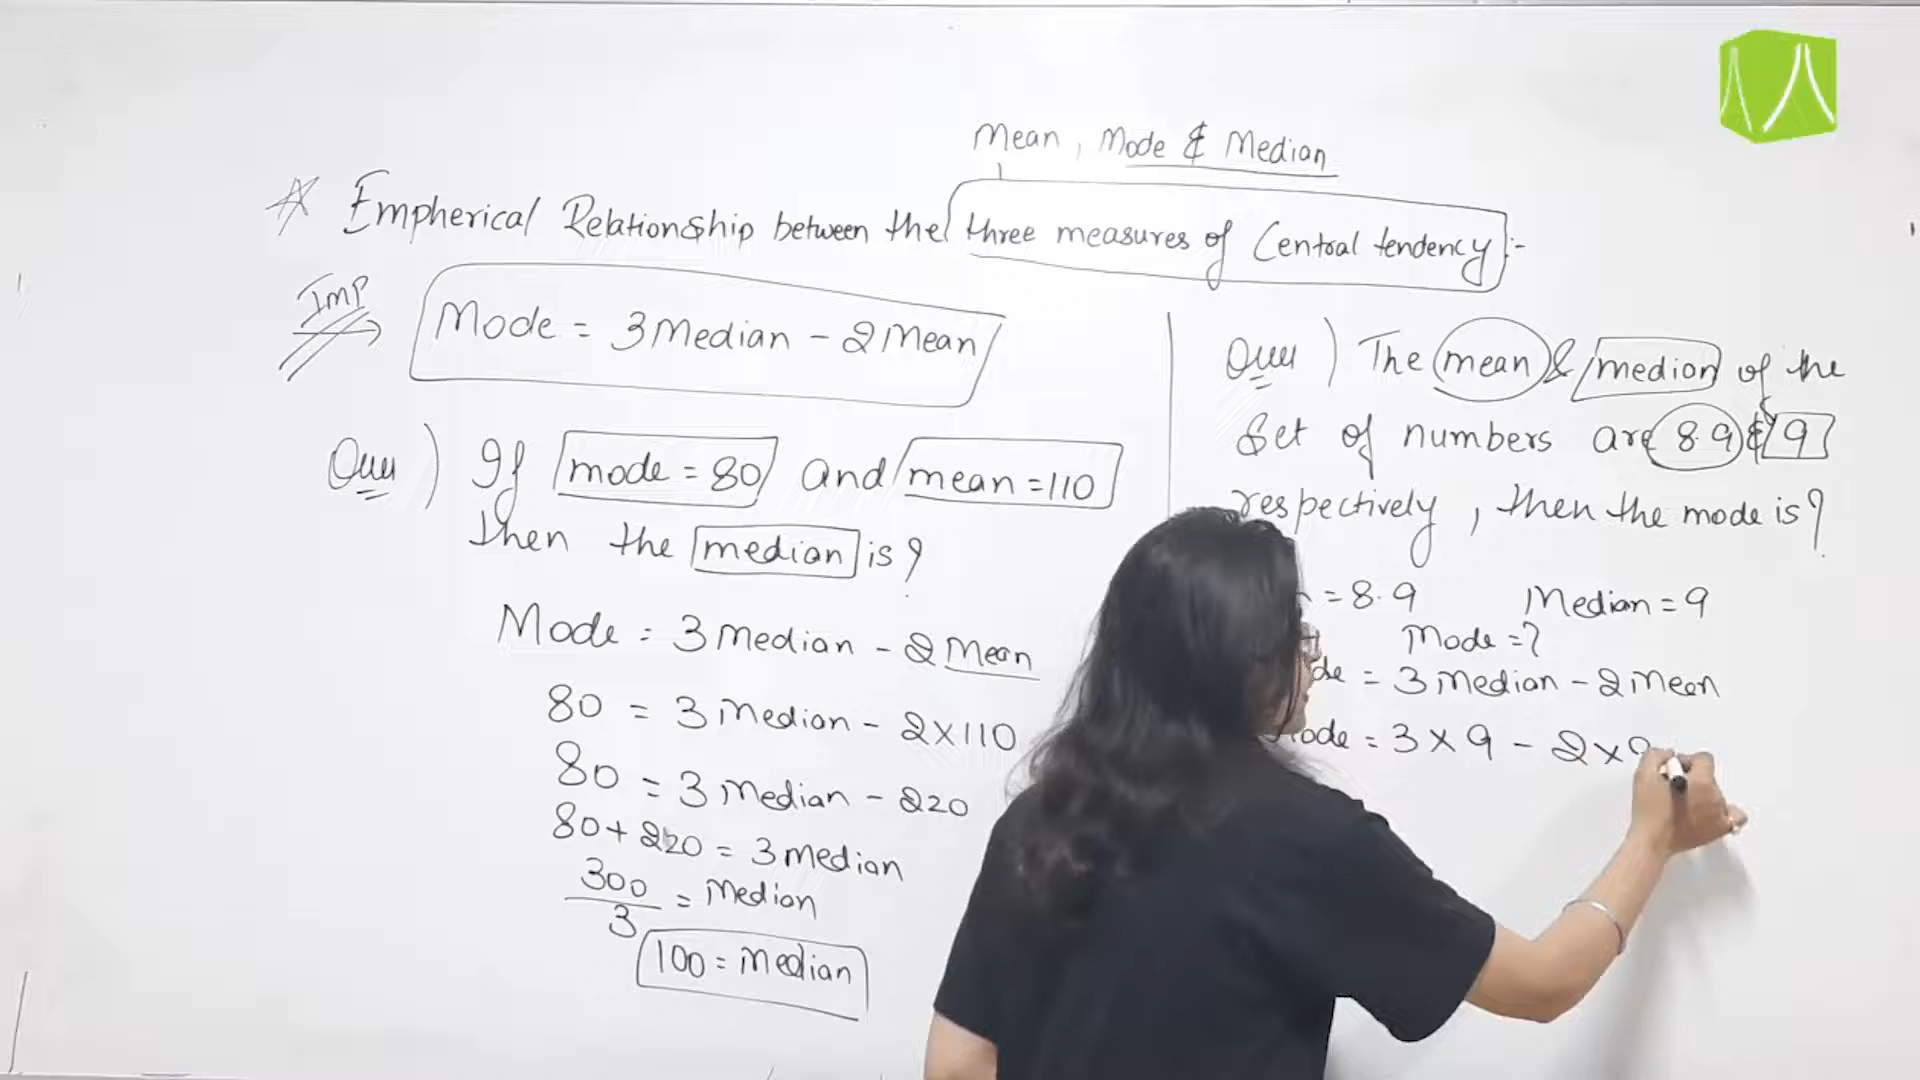 Mean, Mode & Median
☆ Empherical Relationship between the three measures of Central tendency :-
Imp
Mode = 3 Median - 2 Mean
Ques) If mode = 80 and mean = 110
Then the median is?
Mode = 3 Median - 2 Mean
80 = 3 Median - 2×110
80 = 3 Median - 220
80 + 220 = 3 Median
300/3 = Median
100 = Median
Ques) The mean & median of the
Set of numbers are 8.9 & 9
respectively, then the mode is?
= 8.9 Median = 9
Mode = ?
= 3 Median - 2 Mean
= 3 × 9 - 2 ×